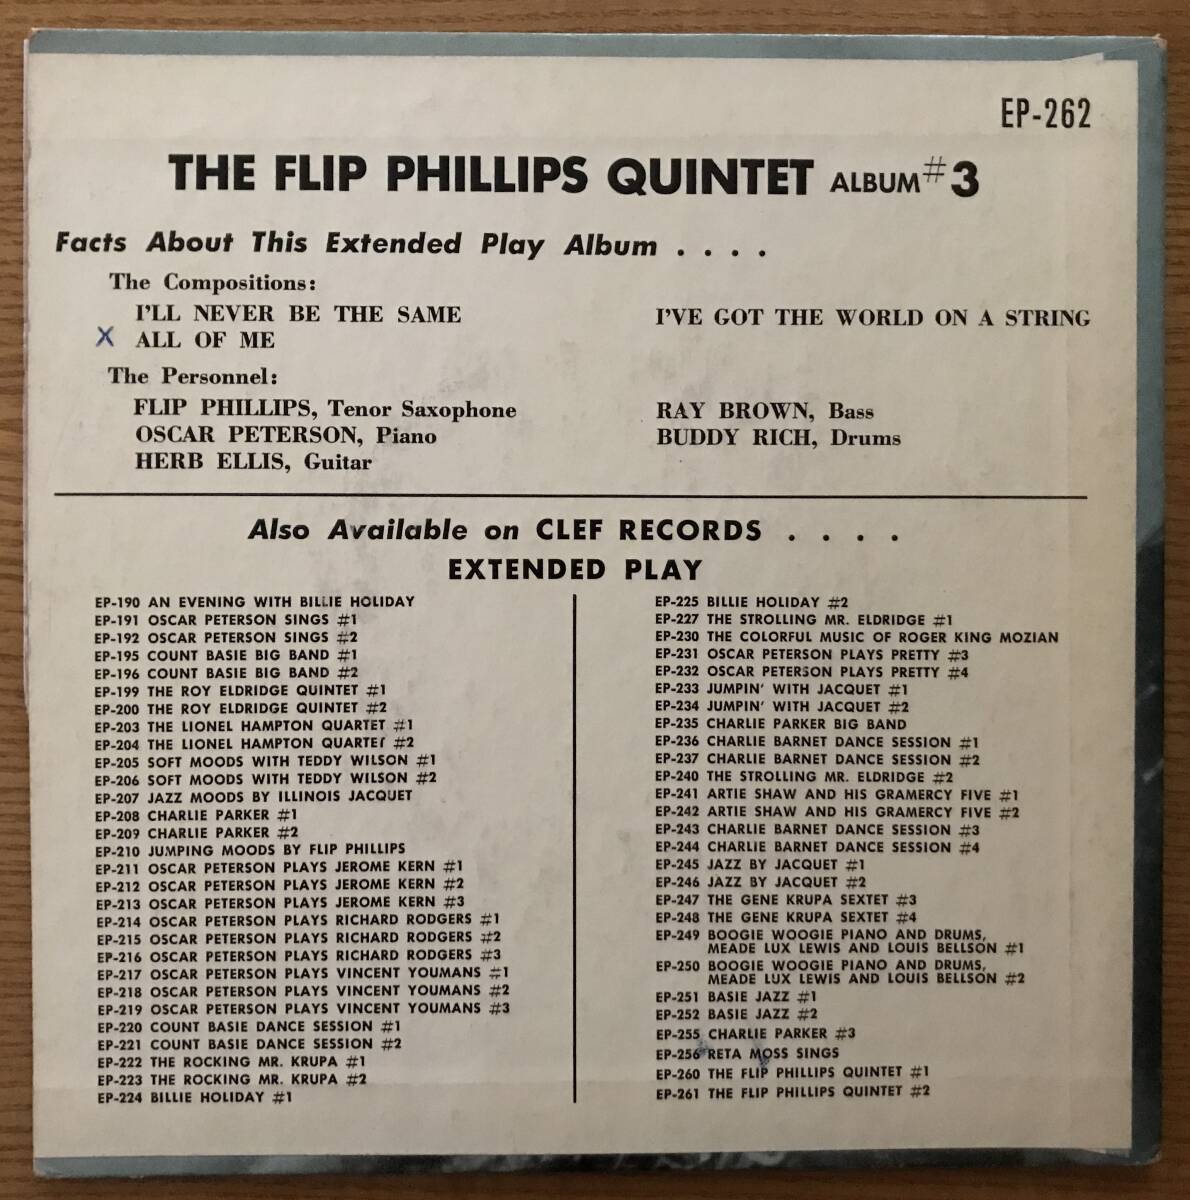 EP-262
THE FLIP PHILLIPS QUINTET ALBUM #3
Facts About This Extended Play Album . . . .
The Compositions:
I'LL NEVER BE THE SAME
X ALL OF ME
I'VE GOT THE WORLD ON A STRING
The Personnel:
FLIP PHILLIPS, Tenor Saxophone
OSCAR PETERSON, Piano
HERB ELLIS, Guitar
RAY BROWN, Bass
BUDDY RICH, Drums
Also Available on CLEF RECORDS . . . .
EXTENDED PLAY
EP-190 AN EVENING WITH BILLIE HOLIDAY
EP-191 OSCAR PETERSON SINGS #1
EP-192 OSCAR PETERSON SINGS #2
EP-195 COUNT BASIE BIG BAND #1
EP-196 COUNT BASIE BIG BAND #2
EP-199 THE ROY ELDRIDGE QUINTET #1
EP-200 THE ROY ELDRIDGE QUINTET #2
EP-203 THE LIONEL HAMPTON QUARTET #1
EP-204 THE LIONEL HAMPTON QUARTET #2
EP-205 SOFT MOODS WITH TEDDY WILSON #1
EP-206 SOFT MOODS WITH TEDDY WILSON #2
EP-207 JAZZ MOODS BY ILLINOIS JACQUET
EP-208 CHARLIE PARKER #1
EP-209 CHARLIE PARKER #2
EP-210 JUMPING MOODS BY FLIP PHILLIPS
EP-211 OSCAR PETERSON PLAYS JEROME KERN #1
EP-212 OSCAR PETERSON PLAYS JEROME KERN #2
EP-213 OSCAR PETERSON PLAYS JEROME KERN #3
EP-214 OSCAR PETERSON PLAYS RICHARD RODGERS #1
EP-215 OSCAR PETERSON PLAYS RICHARD RODGERS #2
EP-216 OSCAR PETERSON PLAYS RICHARD RODGERS #3
EP-217 OSCAR PETERSON PLAYS VINCENT YOUMANS #1
EP-218 OSCAR PETERSON PLAYS VINCENT YOUMANS #2
EP-219 OSCAR PETERSON PLAYS VINCENT YOUMANS #3
EP-220 COUNT BASIE DANCE SESSION #1
EP-221 COUNT BASIE DANCE SESSION #2
EP-222 THE ROCKING MR. KRUPA #1
EP-223 THE ROCKING MR. KRUPA #2
EP-224 BILLIE HOLIDAY #1
EP-225 BILLIE HOLIDAY #2
EP-227 THE STROLLING MR. ELDRIDGE #1
EP-230 THE COLORFUL MUSIC OF ROGER KING MOZIAN
EP-231 OSCAR PETERSON PLAYS PRETTY #3
EP-232 OSCAR PETERSON PLAYS PRETTY #4
EP-233 JUMPIN' WITH JACQUET #1
EP-234 JUMPIN' WITH JACQUET #2
EP-235 CHARLIE PARKER BIG BAND
EP-236 CHARLIE BARNET DANCE SESSION #1
EP-237 CHARLIE BARNET DANCE SESSION #2
EP-240 THE STROLLING MR. ELDRIDGE #2
EP-241 ARTIE SHAW AND HIS GRAMERCY FIVE #1
EP-242 ARTIE SHAW AND HIS GRAMERCY FIVE #2
EP-243 CHARLIE BARNET DANCE SESSION #3
EP-244 CHARLIE BARNET DANCE SESSION #4
EP-245 JAZZ BY JACQUET #1
EP-246 JAZZ BY JACQUET #2
EP-247 THE GENE KRUPA SEXTET #3
EP-248 THE GENE KRUPA SEXTET #4
EP-249 BOOGIE WOOGIE PIANO AND DRUMS,
MEADE LUX LEWIS AND LOUIS BELLSON #1
EP-250 BOOGIE WOOGIE PIANO AND DRUMS,
MEADE LUX LEWIS AND LOUIS BELLSON #2
EP-251 BASIE JAZZ #1
EP-252 BASIE JAZZ #2
EP-255 CHARLIE PARKER #3
EP-256 RETA MOSS SINGS
EP-260 THE FLIP PHILLIPS QUINTET #1
EP-261 THE FLIP PHILLIPS QUINTET #2